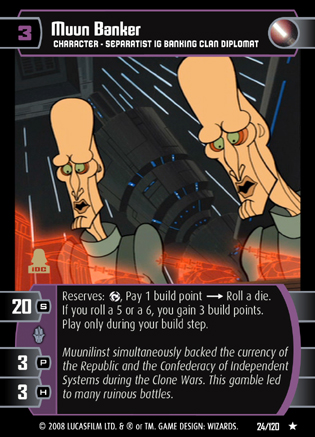 3
Muun Banker
CHARACTER - SEPARATIST IG BANKING CLAN DIPLOMAT
IDC
20 S
Reserves: , Pay 1 build point → Roll a die.
If you roll a 5 or a 6, you gain 3 build points.
Play only during your build step.
3 P
Muunilinst simultaneously backed the currency of
the Republic and the Confederacy of Independent
Systems during the Clone Wars. This gamble led
to many ruinous battles.
3 H
© 2008 LUCASFILM LTD. & ® or TM. GAME DESIGN: WIZARDS.
24/120 ★